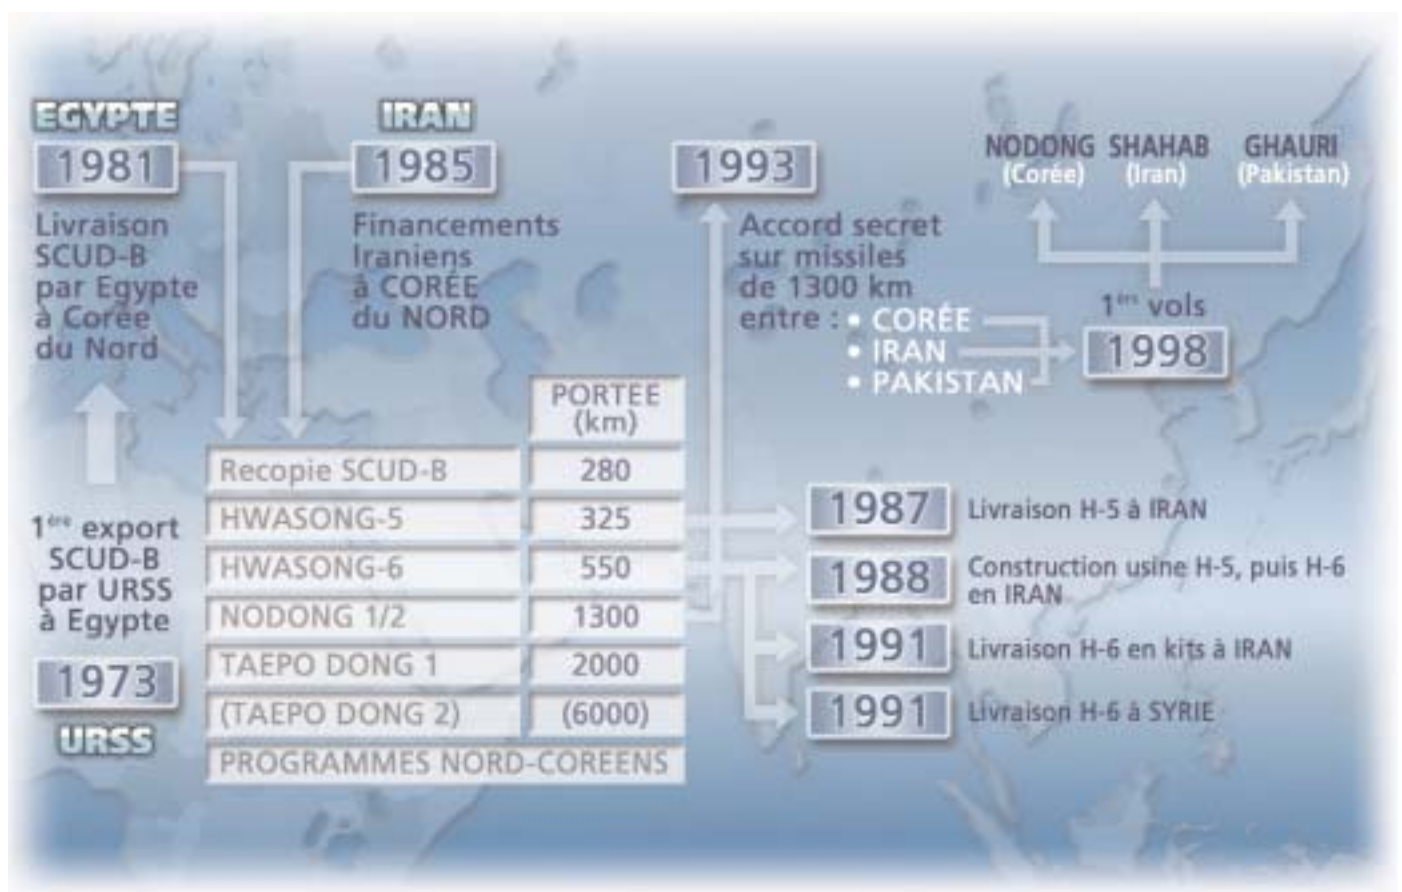 EGYPTE
1981
Livraison
SCUD-B
par Egypte
à Corée
du Nord
1ère export
SCUD-B
par URSS
à Egypte
1973
URSS
IRAN
1985
Financements
Iraniens
à CORÉE
du NORD
PORTEE
(km)
Recopie SCUD-B 280
HWASONG-5 325
HWASONG-6 550
NODONG 1/2 1300
TAEPO DONG 1 2000
(TAEPO DONG 2) (6000)
PROGRAMMES NORD-COREENS
1993
Accord secret
sur missiles
de 1300 km
entre : • CORÉE
• IRAN
• PAKISTAN
NODONG SHAHAB GHAURI
(Corée) (Iran) (Pakistan)
1ers vols
1998
1987 Livraison H-5 à IRAN
1988 Construction usine H-5, puis H-6
en IRAN
1991 Livraison H-6 en kits à IRAN
1991 Livraison H-6 à SYRIE